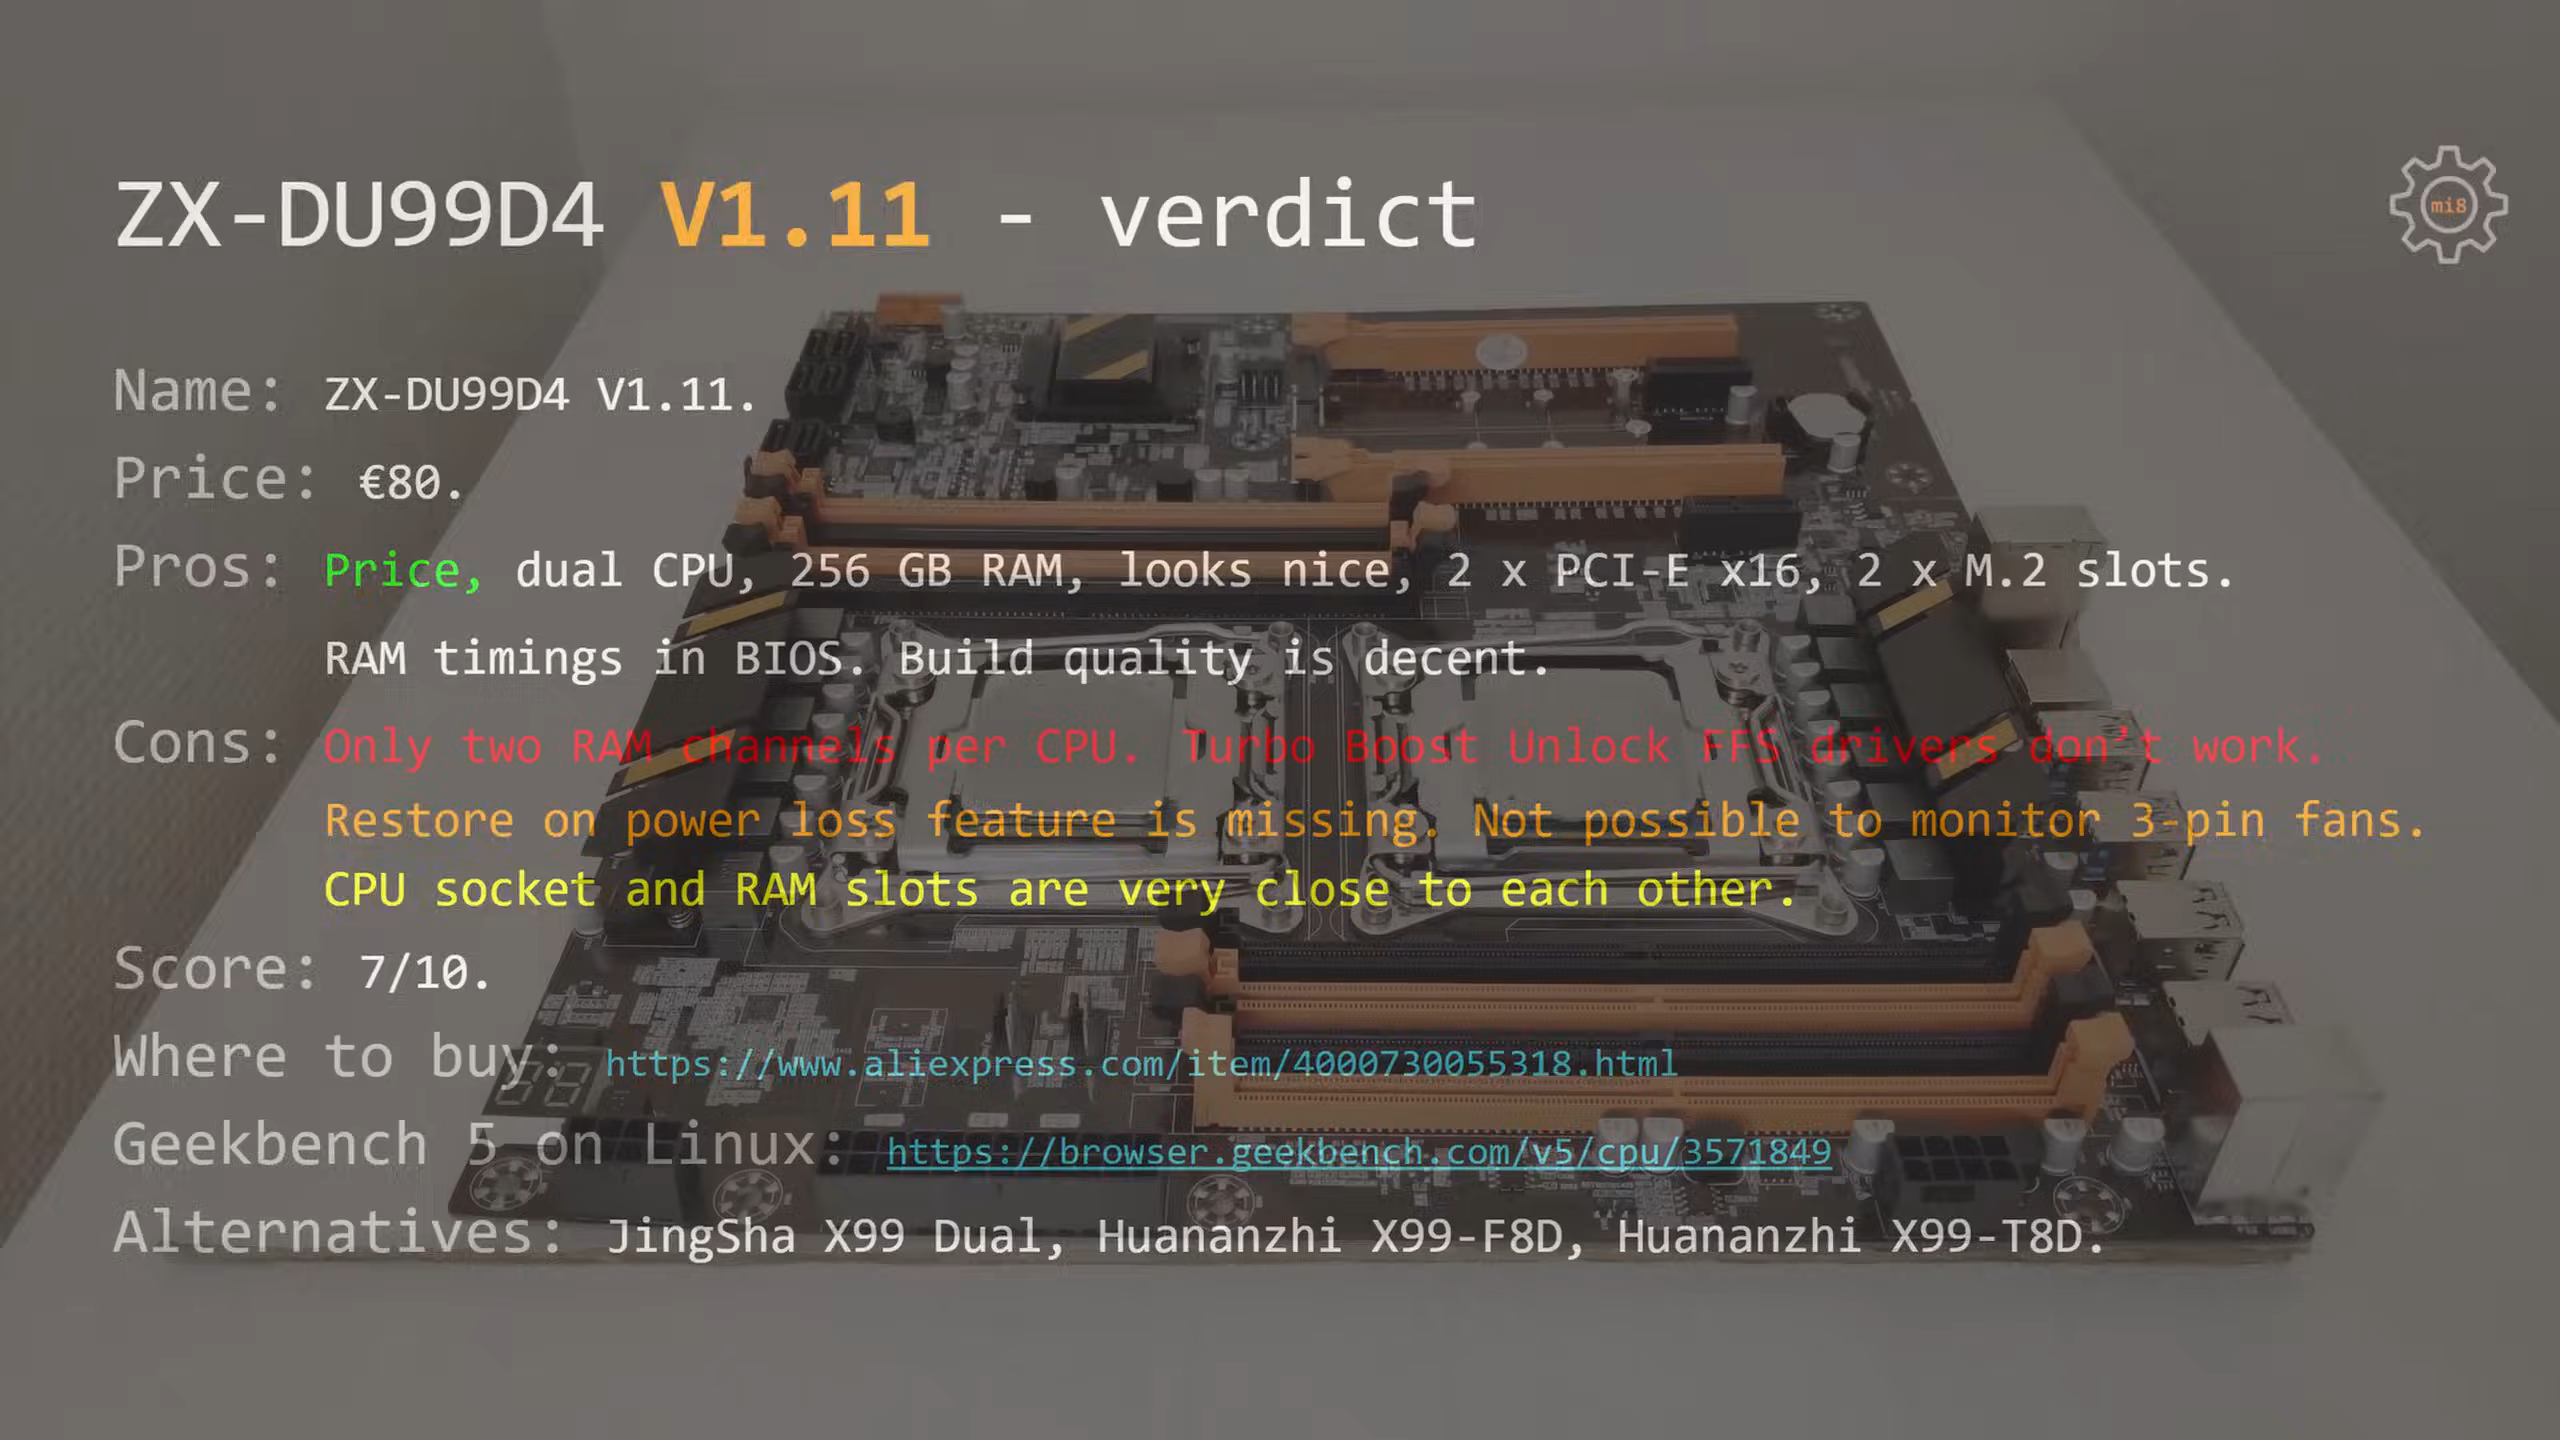 ZX-DU99D4 V1.11 - verdict
mi8
Name: ZX-DU99D4 V1.11.
Price: €80.
Pros: Price, dual CPU, 256 GB RAM, looks nice, 2 x PCI-E x16, 2 x M.2 slots.
RAM timings in BIOS. Build quality is decent.
Cons: Only two RAM channels per CPU. Turbo Boost Unlock FFS drivers don't work.
Restore on power loss feature is missing. Not possible to monitor 3-pin fans.
CPU socket and RAM slots are very close to each other.
Score: 7/10.
Where to buy: https://www.aliexpress.com/item/4000730055318.html
Geekbench 5 on Linux: https://browser.geekbench.com/v5/cpu/3571849
Alternatives: JingSha X99 Dual, Huananzhi X99-F8D, Huananzhi X99-T8D.